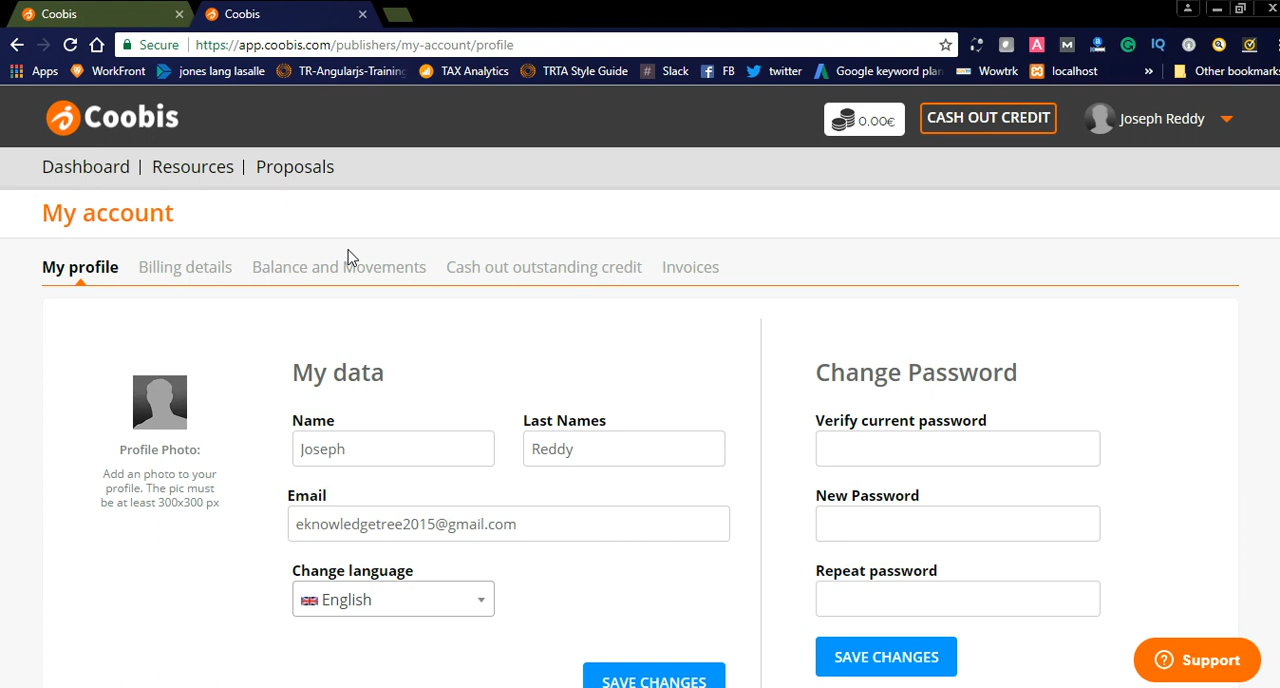 Coobis Coobis
Secure https://app.coobis.com/publishers/my-account/profile
Apps WorkFront jones lang lasalle TR-Angularjs-Training TAX Analytics TRTA Style Guide Slack FB twitter Google keyword plan Wowtrk localhost » Other bookmarks
Coobis 0.00€ CASH OUT CREDIT Joseph Reddy
Dashboard | Resources | Proposals
My account
My profile Billing details Balance and Movements Cash out outstanding credit Invoices
My data
Change Password
Name Last Names
Verify current password
Joseph Reddy
Profile Photo:
Add an photo to your
profile. The pic must
be at least 300x300 px
Email
New Password
eknowledgetree2015@gmail.com
Change language
Repeat password
English
SAVE CHANGES
SAVE CHANGES
? Support